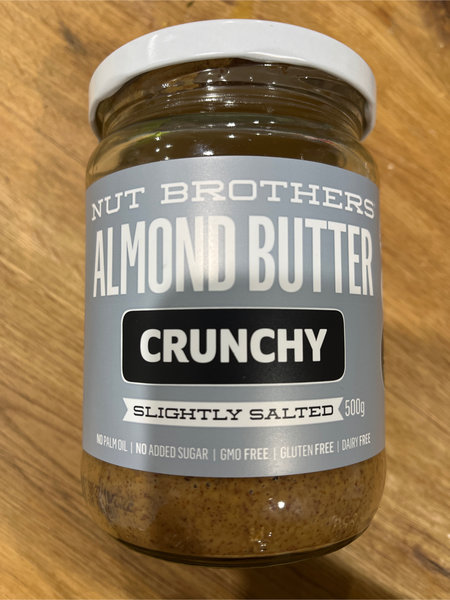 NUT BROTHERS
ALMOND BUTTER
CRUNCHY
SLIGHTLY SALTED 500g
NO PALM OIL | NO ADDED SUGAR | GMO FREE | GLUTEN FREE | DAIRY FREE